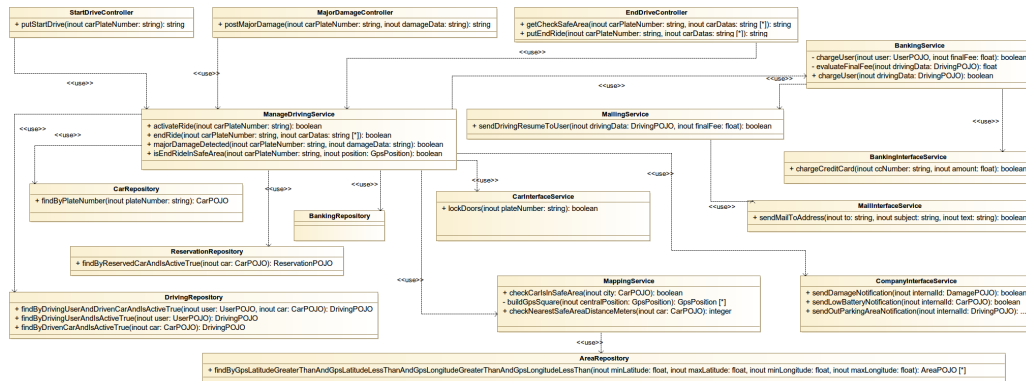 StartDriveController
+ putStartDrive(inout carPlateNumber: string): string
MajorDamageController
+ postMajorDamage(inout carPlateNumber: string, inout damageData: string): string
EndDriveController
+ getCheckSafeArea(inout carPlateNumber: string, inout carDatas: string [*]): string
+ putEndRide(inout carPlateNumber: string, inout carDatas: string [*]): string
BankingService
- chargeUser(inout user: UserPOJO, inout finalFee: float): boolean
- evaluateFinalFee(inout drivingData: DrivingPOJO): float
+ chargeUser(inout drivingData: DrivingPOJO): boolean
<<use>>
<<use>>
<<use>>
<<use>>
<<use>>
ManageDrivingService
+ activateRide(inout carPlateNumber: string): boolean
+ endRide(inout carPlateNumber: string, inout carDatas: string [*]): boolean
+ majorDamageDetected(inout carPlateNumber: string, inout damageData: string): boolean
+ isEndRideInSafeArea(inout carPlateNumber: string, inout position: GpsPosition): boolean
MailingService
+ sendDrivingResumeToUser(inout drivingData: DrivingPOJO, inout finalFee: float): boolean
<<use>>
<<use>>
<<use>>
BankingInterfaceService
+ chargeCreditCard(inout ccNumber: string, inout amount: float): boolean
<<use>>
<<use>>
<<use>>
<<use>>
CarRepository
+ findByPlateNumber(inout plateNumber: string): CarPOJO
BankingRepository
CarInterfaceService
+ lockDoors(inout plateNumber: string): boolean
<<use>>
MailInterfaceService
+ sendMailToAddress(inout to: string, inout subject: string, inout text: string): boolean
ReservationRepository
+ findByReservedCarAndIsActiveTrue(inout car: CarPOJO): ReservationPOJO
<<use>>
MappingService
+ checkCarIsInSafeArea(inout city: CarPOJO): boolean
- buildGpsSquare(inout centralPosition: GpsPosition): GpsPosition [*]
+ checkNearestSafeAreaDistanceMeters(inout car: CarPOJO): integer
CompanyInterfaceService
+ sendDamageNotification(inout internalId: DamagePOJO): boolean
+ sendLowBatteryNotification(inout internalId: CarPOJO): boolean
+ sendOutParkingAreaNotification(inout internalId: DrivingPOJO): ...
DrivingRepository
+ findByDrivingUserAndDrivenCarAndIsActiveTrue(inout user: UserPOJO, inout car: CarPOJO): DrivingPOJO
+ findByDrivingUserAndIsActiveTrue(inout user: UserPOJO): DrivingPOJO
+ findByDrivenCarAndIsActiveTrue(inout car: CarPOJO): DrivingPOJO
<<use>>
AreaRepository
+ findByGpsLatitudeGreaterThanAndGpsLatitudeLessThanAndGpsLongitudeGreaterThanAndGpsLongitudeLessThan(inout minLatitude: float, inout maxLatitude: float, inout minLongitude: float, inout maxLongitude: float): AreaPOJO [*]